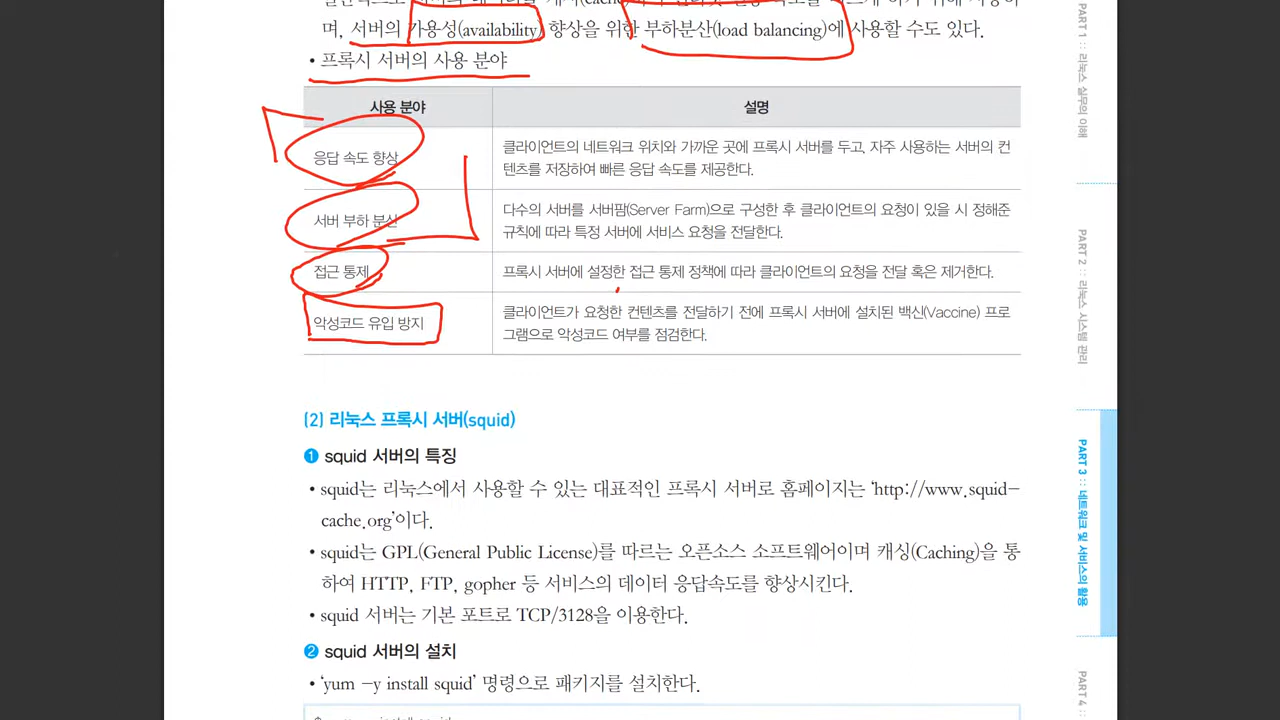 며, 서버의 가용성(availability) 향상을 위한 부하분산(load balancing)에 사용할 수도 있다.
• 프록시 서버의 사용 분야
사용 분야 설명
응답 속도 향상 클라이언트의 네트워크 위치와 가까운 곳에 프록시 서버를 두고, 자주 사용하는 서버의 컨
텐츠를 저장하여 빠른 응답 속도를 제공한다.
서버 부하 분산 다수의 서버를 서버팜(Server Farm)으로 구성한 후 클라이언트의 요청이 있을 시 정해준
규칙에 따라 특정 서버에 서비스 요청을 전달한다.
접근 통제 프록시 서버에 설정한 접근 통제 정책에 따라 클라이언트의 요청을 전달 혹은 제거한다.
악성코드 유입 방지 클라이언트가 요청한 컨텐츠를 전달하기 전에 프록시 서버에 설치된 백신(Vaccine) 프로
그램으로 악성코드 여부를 점검한다.
(2) 리눅스 프록시 서버(squid)
❶ squid 서버의 특징
• squid는 리눅스에서 사용할 수 있는 대표적인 프록시 서버로 홈페이지는 ‘http://www.squid-
cache.org’이다.
• squid는 GPL(General Public License)를 따르는 오픈소스 소프트웨어이며 캐싱(Caching)을 통
하여 HTTP, FTP, gopher 등 서비스의 데이터 응답속도를 향상시킨다.
• squid 서버는 기본 포트로 TCP/3128을 이용한다.
❷ squid 서버의 설치
• ‘yum -y install squid’ 명령으로 패키지를 설치한다.
PART 1 :: 리눅스 실무의 이해
PART 2 :: 리눅스 시스템 관리
PART 3 :: 네트워크 및 서비스의 활용
PART 4 ::